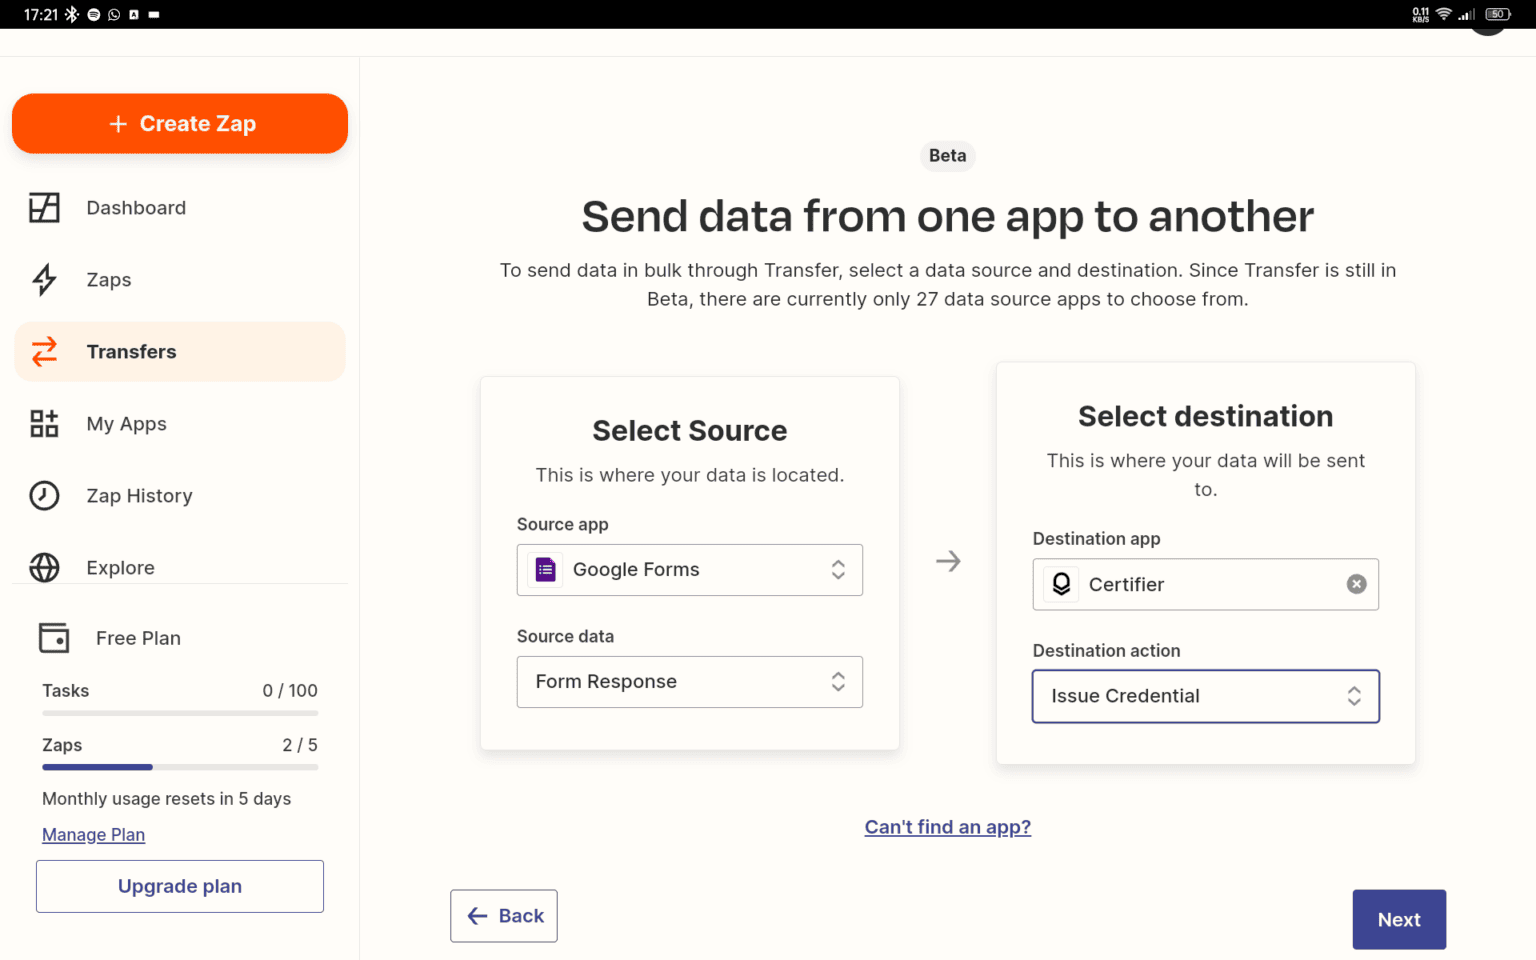 17:21
0.11
KB/S
50
Create Zap
Dashboard
Zaps
Transfers
My Apps
Zap History
Explore
Free Plan
Tasks 0 / 100
Zaps 2 / 5
Monthly usage resets in 5 days
Manage Plan
Upgrade plan
Beta
Send data from one app to another
To send data in bulk through Transfer, select a data source and destination. Since Transfer is still in
Beta, there are currently only 27 data source apps to choose from.
Select Source
This is where your data is located.
Source app
Google Forms
Source data
Form Response
Select destination
This is where your data will be sent
to.
Destination app
Certifier
Destination action
Issue Credential
Can't find an app?
Back
Next